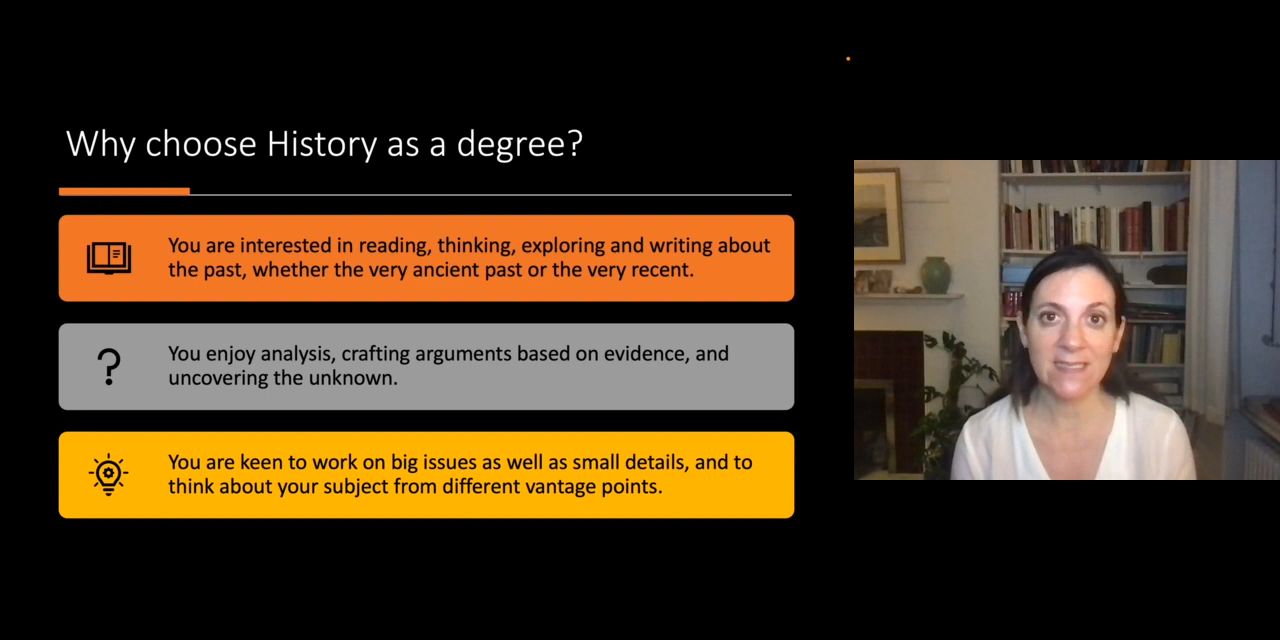 Why choose History as a degree?
You are interested in reading, thinking, exploring and writing about
the past, whether the very ancient past or the very recent.
You enjoy analysis, crafting arguments based on evidence, and
uncovering the unknown.
You are keen to work on big issues as well as small details, and to
think about your subject from different vantage points.